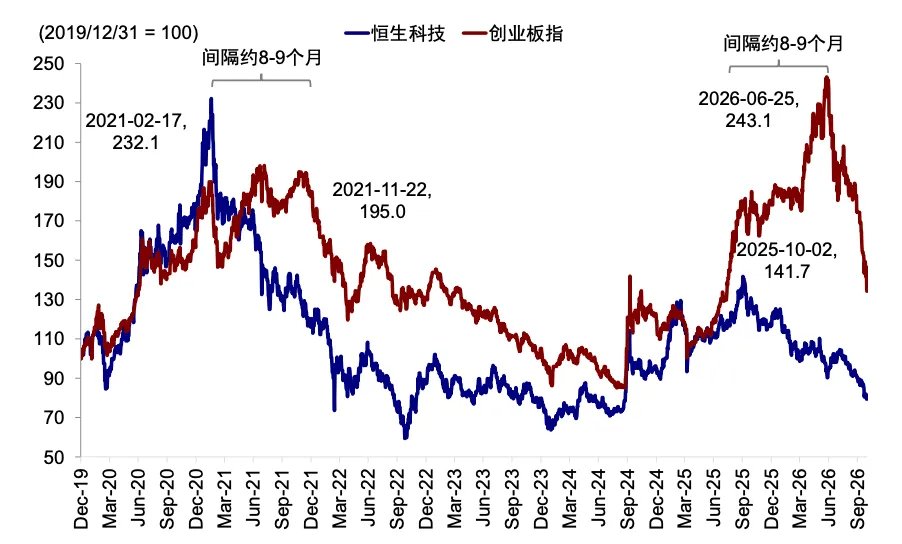 (2019/12/31 = 100)
恒生科技
创业板指
间隔约8-9个月
间隔约8-9个月
250
230
210
190
170
150
130
110
90
70
50
2021-02-17,
232.1
2021-11-22,
195.0
2026-06-25,
243.1
2025-10-02,
141.7
Dec-19
Mar-20
Jun-20
Sep-20
Dec-20
Mar-21
Jun-21
Sep-21
Dec-21
Mar-22
Jun-22
Sep-22
Dec-22
Mar-23
Jun-23
Sep-23
Dec-23
Mar-24
Jun-24
Sep-24
Dec-24
Mar-25
Jun-25
Sep-25
Dec-25
Mar-26
Jun-26
Sep-26